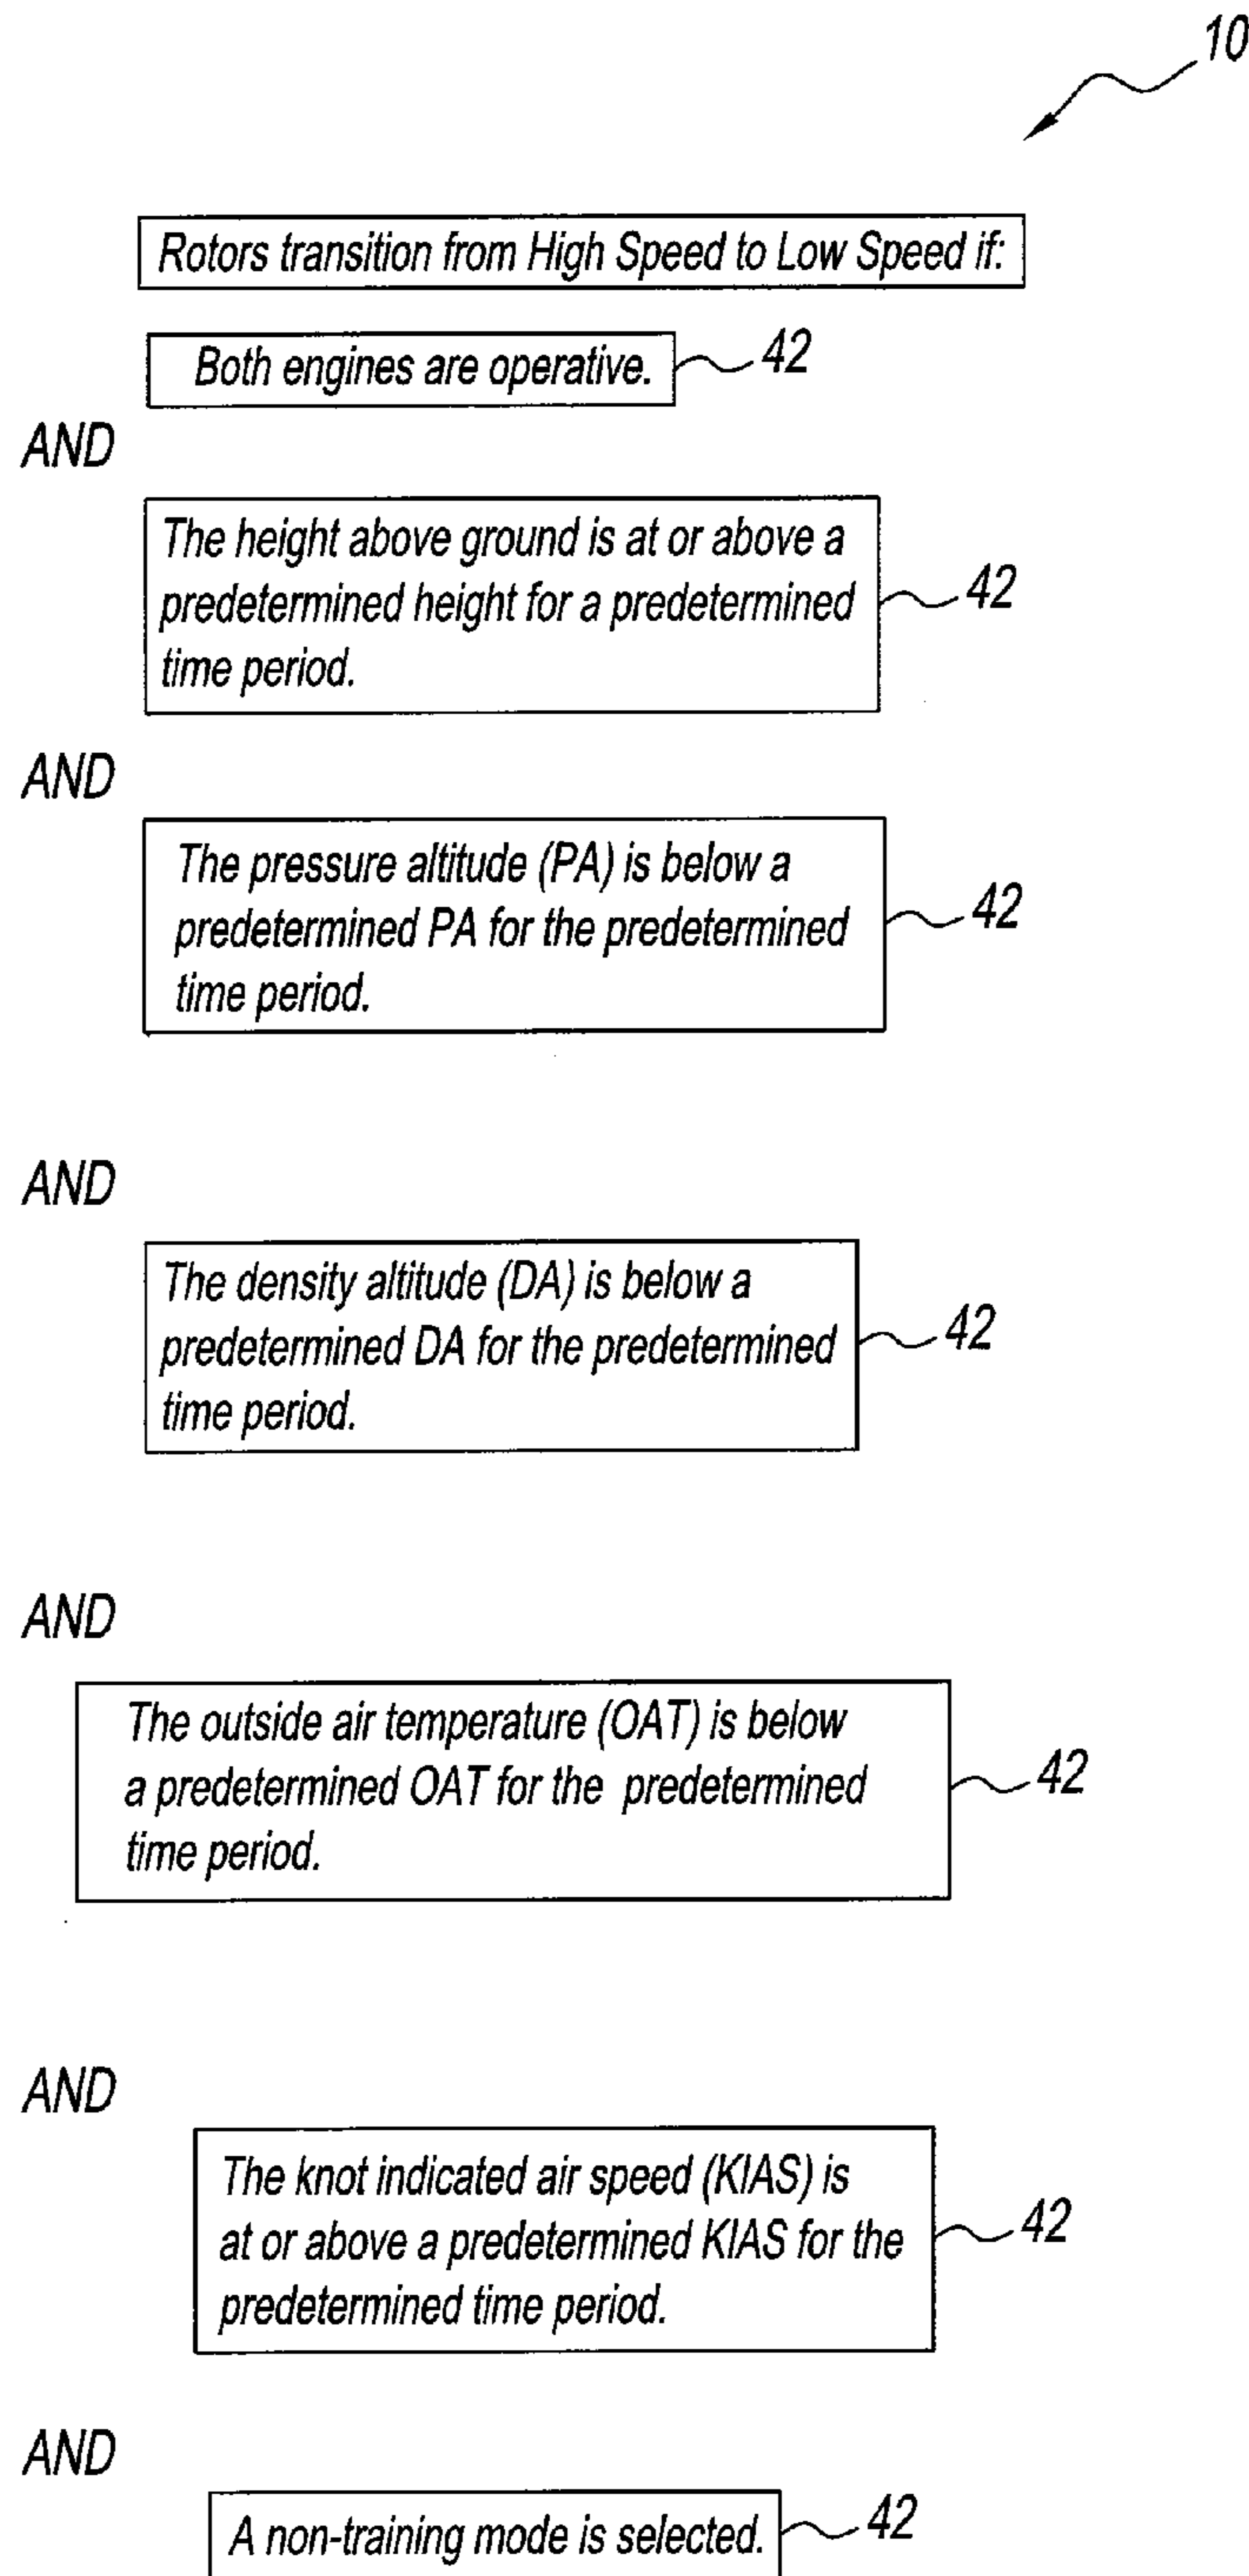 10
Rotors transition from High Speed to Low Speed if:
Both engines are operative. 42
AND
The height above ground is at or above a
predetermined height for a predetermined 42
time period.
AND
The pressure altitude (PA) is below a
predetermined PA for the predetermined 42
time period.
AND
The density altitude (DA) is below a
predetermined DA for the predetermined 42
time period.
AND
The outside air temperature (OAT) is below
a predetermined OAT for the predetermined 42
time period.
AND
The knot indicated air speed (KIAS) is
at or above a predetermined KIAS for the 42
predetermined time period.
AND
A non-training mode is selected. 42